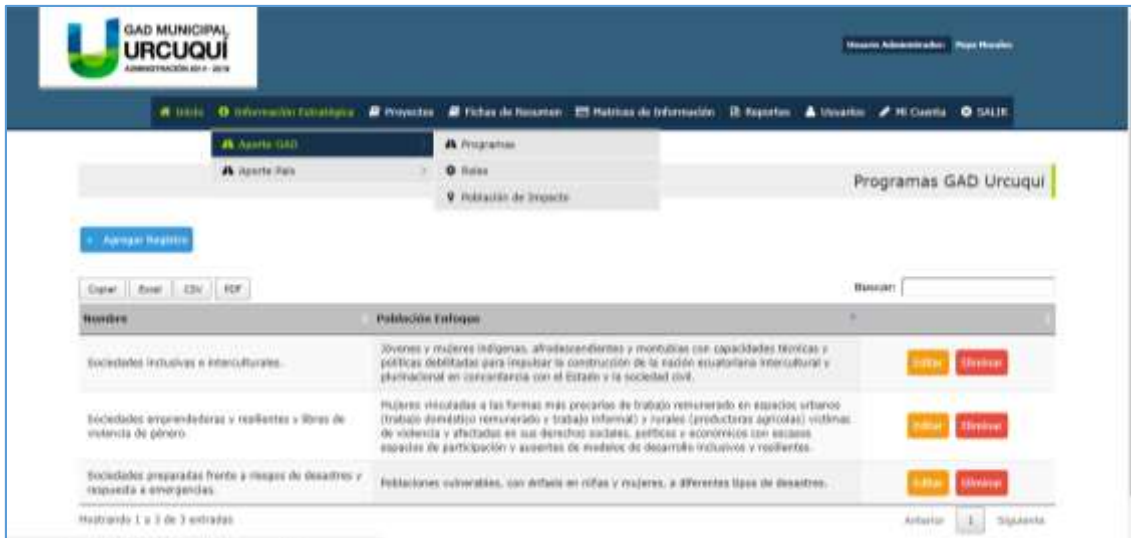 GAD MUNICIPAL
URCUQUÍ
ADMINISTRACIÓN 2014 - 2019
Usuario Administrador: Pepe Morales
Inicio Información Estratégica Proyectos Fichas de Resumen Matrices de Información Reportes Usuarios Mi Cuenta SALIR
Aporte GAD Programas
Aporte País Roles
Población de Impacto
Programas GAD Urcuqui
+ Agregar Registro
Copiar Excel CSV PDF Buscar:
Nombre Población Enfoque
Sociedades inclusivas e interculturales.
Jóvenes y mujeres indígenas, afrodescendientes y montubias con capacidades técnicas y
políticas debilitadas para impulsar la construcción de la nación ecuatoriana intercultural y
plurinacional en concordancia con el Estado y la sociedad civil.
Editar Eliminar
Sociedades emprendedoras y resilientes y libres de
violencia de género.
Mujeres vinculadas a las formas más precarias de trabajo remunerado en espacios urbanos
(trabajo doméstico remunerado y trabajo informal) y rurales (productoras agrícolas) víctimas
de violencia y afectadas en sus derechos sociales, políticos y económicos con escasos
espacios de participación y ausentes de modelos de desarrollo inclusivos y resilientes.
Editar Eliminar
Sociedades preparadas frente a riesgos de desastres y
respuesta a emergencias.
Poblaciones vulnerables, con énfasis en niñas y mujeres, a diferentes tipos de desastres.
Editar Eliminar
Mostrando 1 a 3 de 3 entradas
Anterior 1 Siguiente